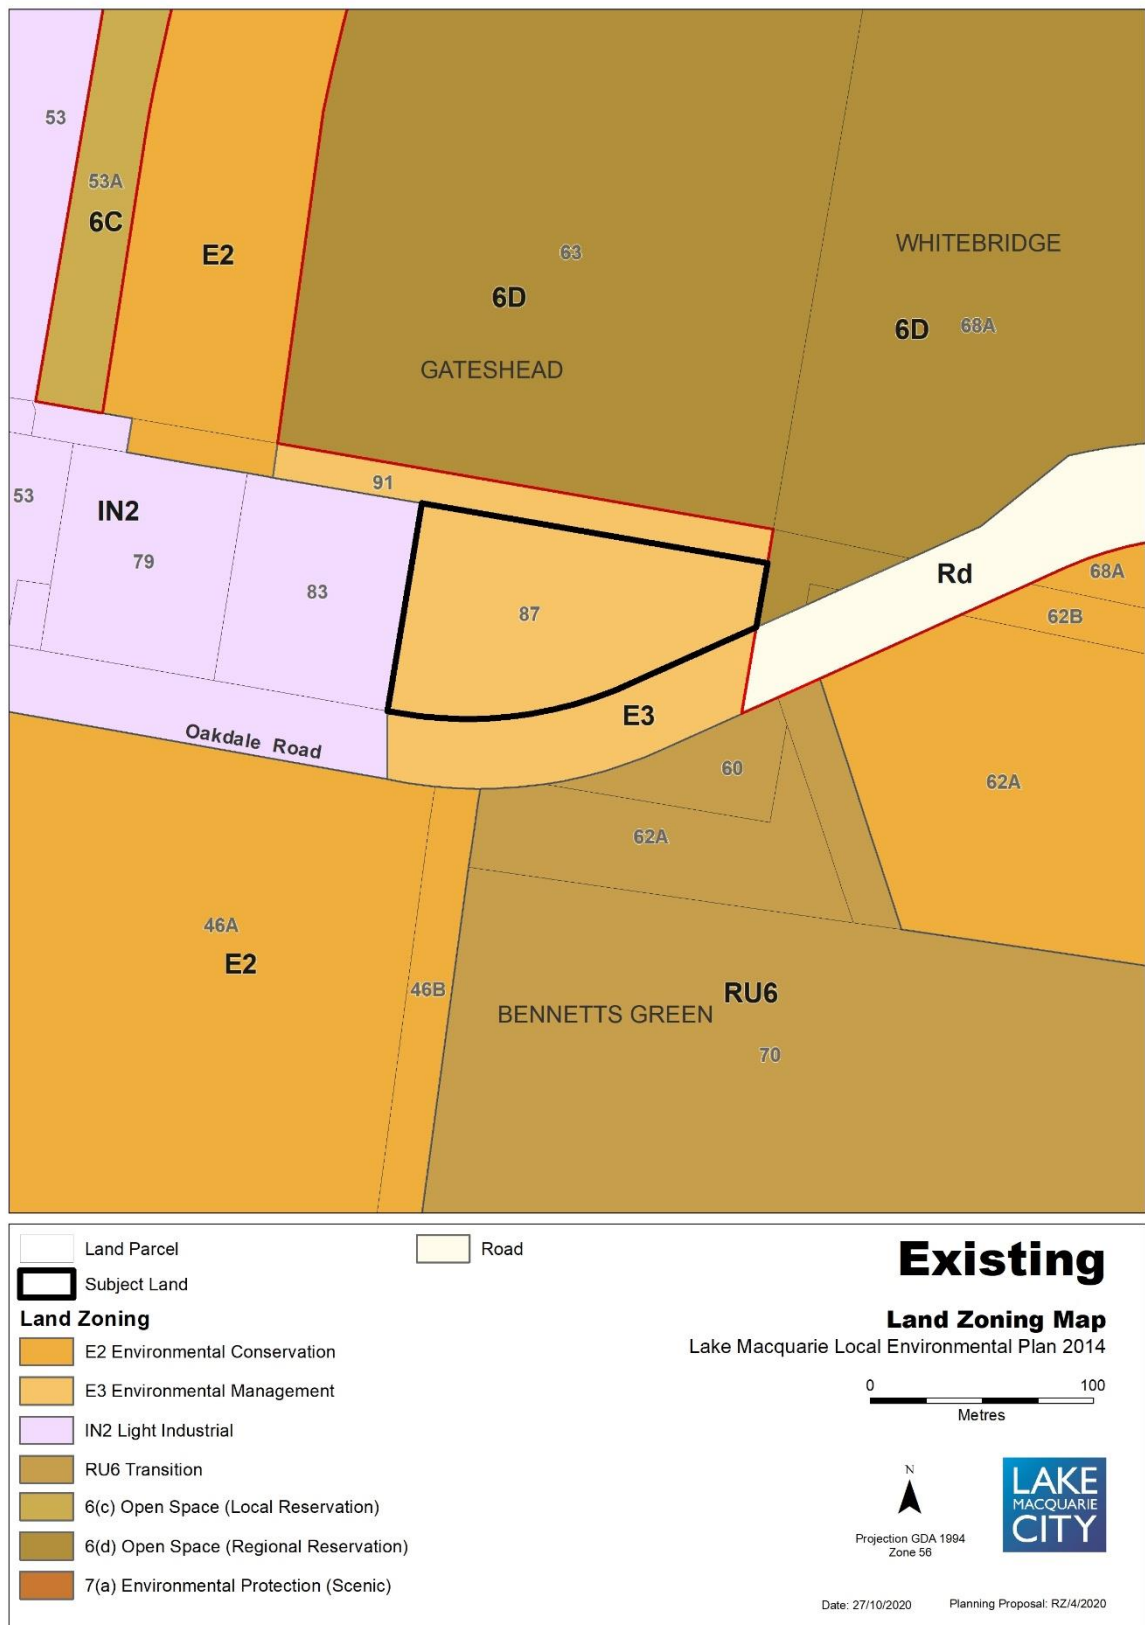 53
53A
6C
E2
63
WHITEBRIDGE
6D
6D
68A
GATESHEAD
91
53
IN2
79
83
87
Rd
68A
62B
E3
Oakdale Road
60
62A
62A
46A
E2
46B
RU6
BENNETTS GREEN
70
Land Parcel
Road
Subject Land
Land Zoning
E2 Environmental Conservation
E3 Environmental Management
IN2 Light Industrial
RU6 Transition
6(c) Open Space (Local Reservation)
6(d) Open Space (Regional Reservation)
7(a) Environmental Protection (Scenic)
Existing
Land Zoning Map
Lake Macquarie Local Environmental Plan 2014
0 100
Metres
N
Projection GDA 1994
Zone 56
LAKE
MACQUARIE
CITY
Date: 27/10/2020 Planning Proposal: RZ/4/2020